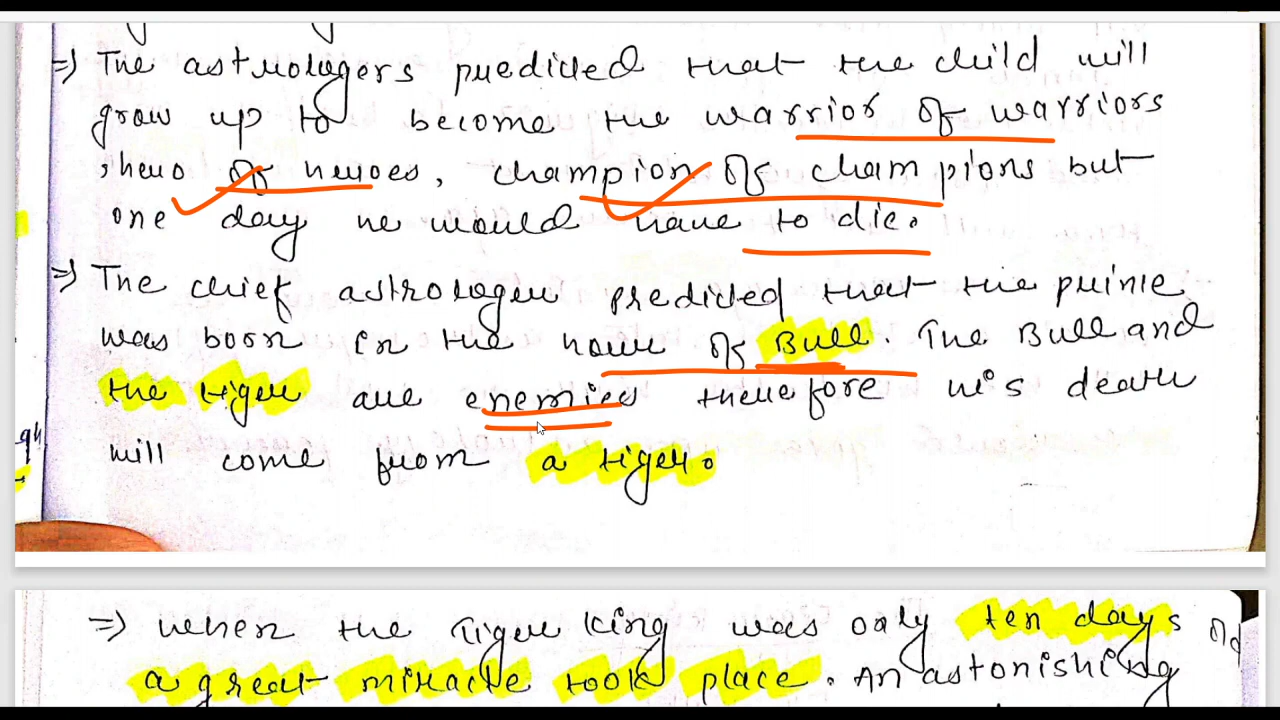 =) The astrologers predicted that the child will
grow up to become the warrior of warriors
, hero of heroes, champion of champions but
one day he would have to die.
=) The chief astrologer predicted that the prince
was born in the hour of Bull. The Bull and
the tiger are enemies therefore his death
will come from a tiger.
=) When the Tiger King was only ten days
a great miracle took place. An astonishing